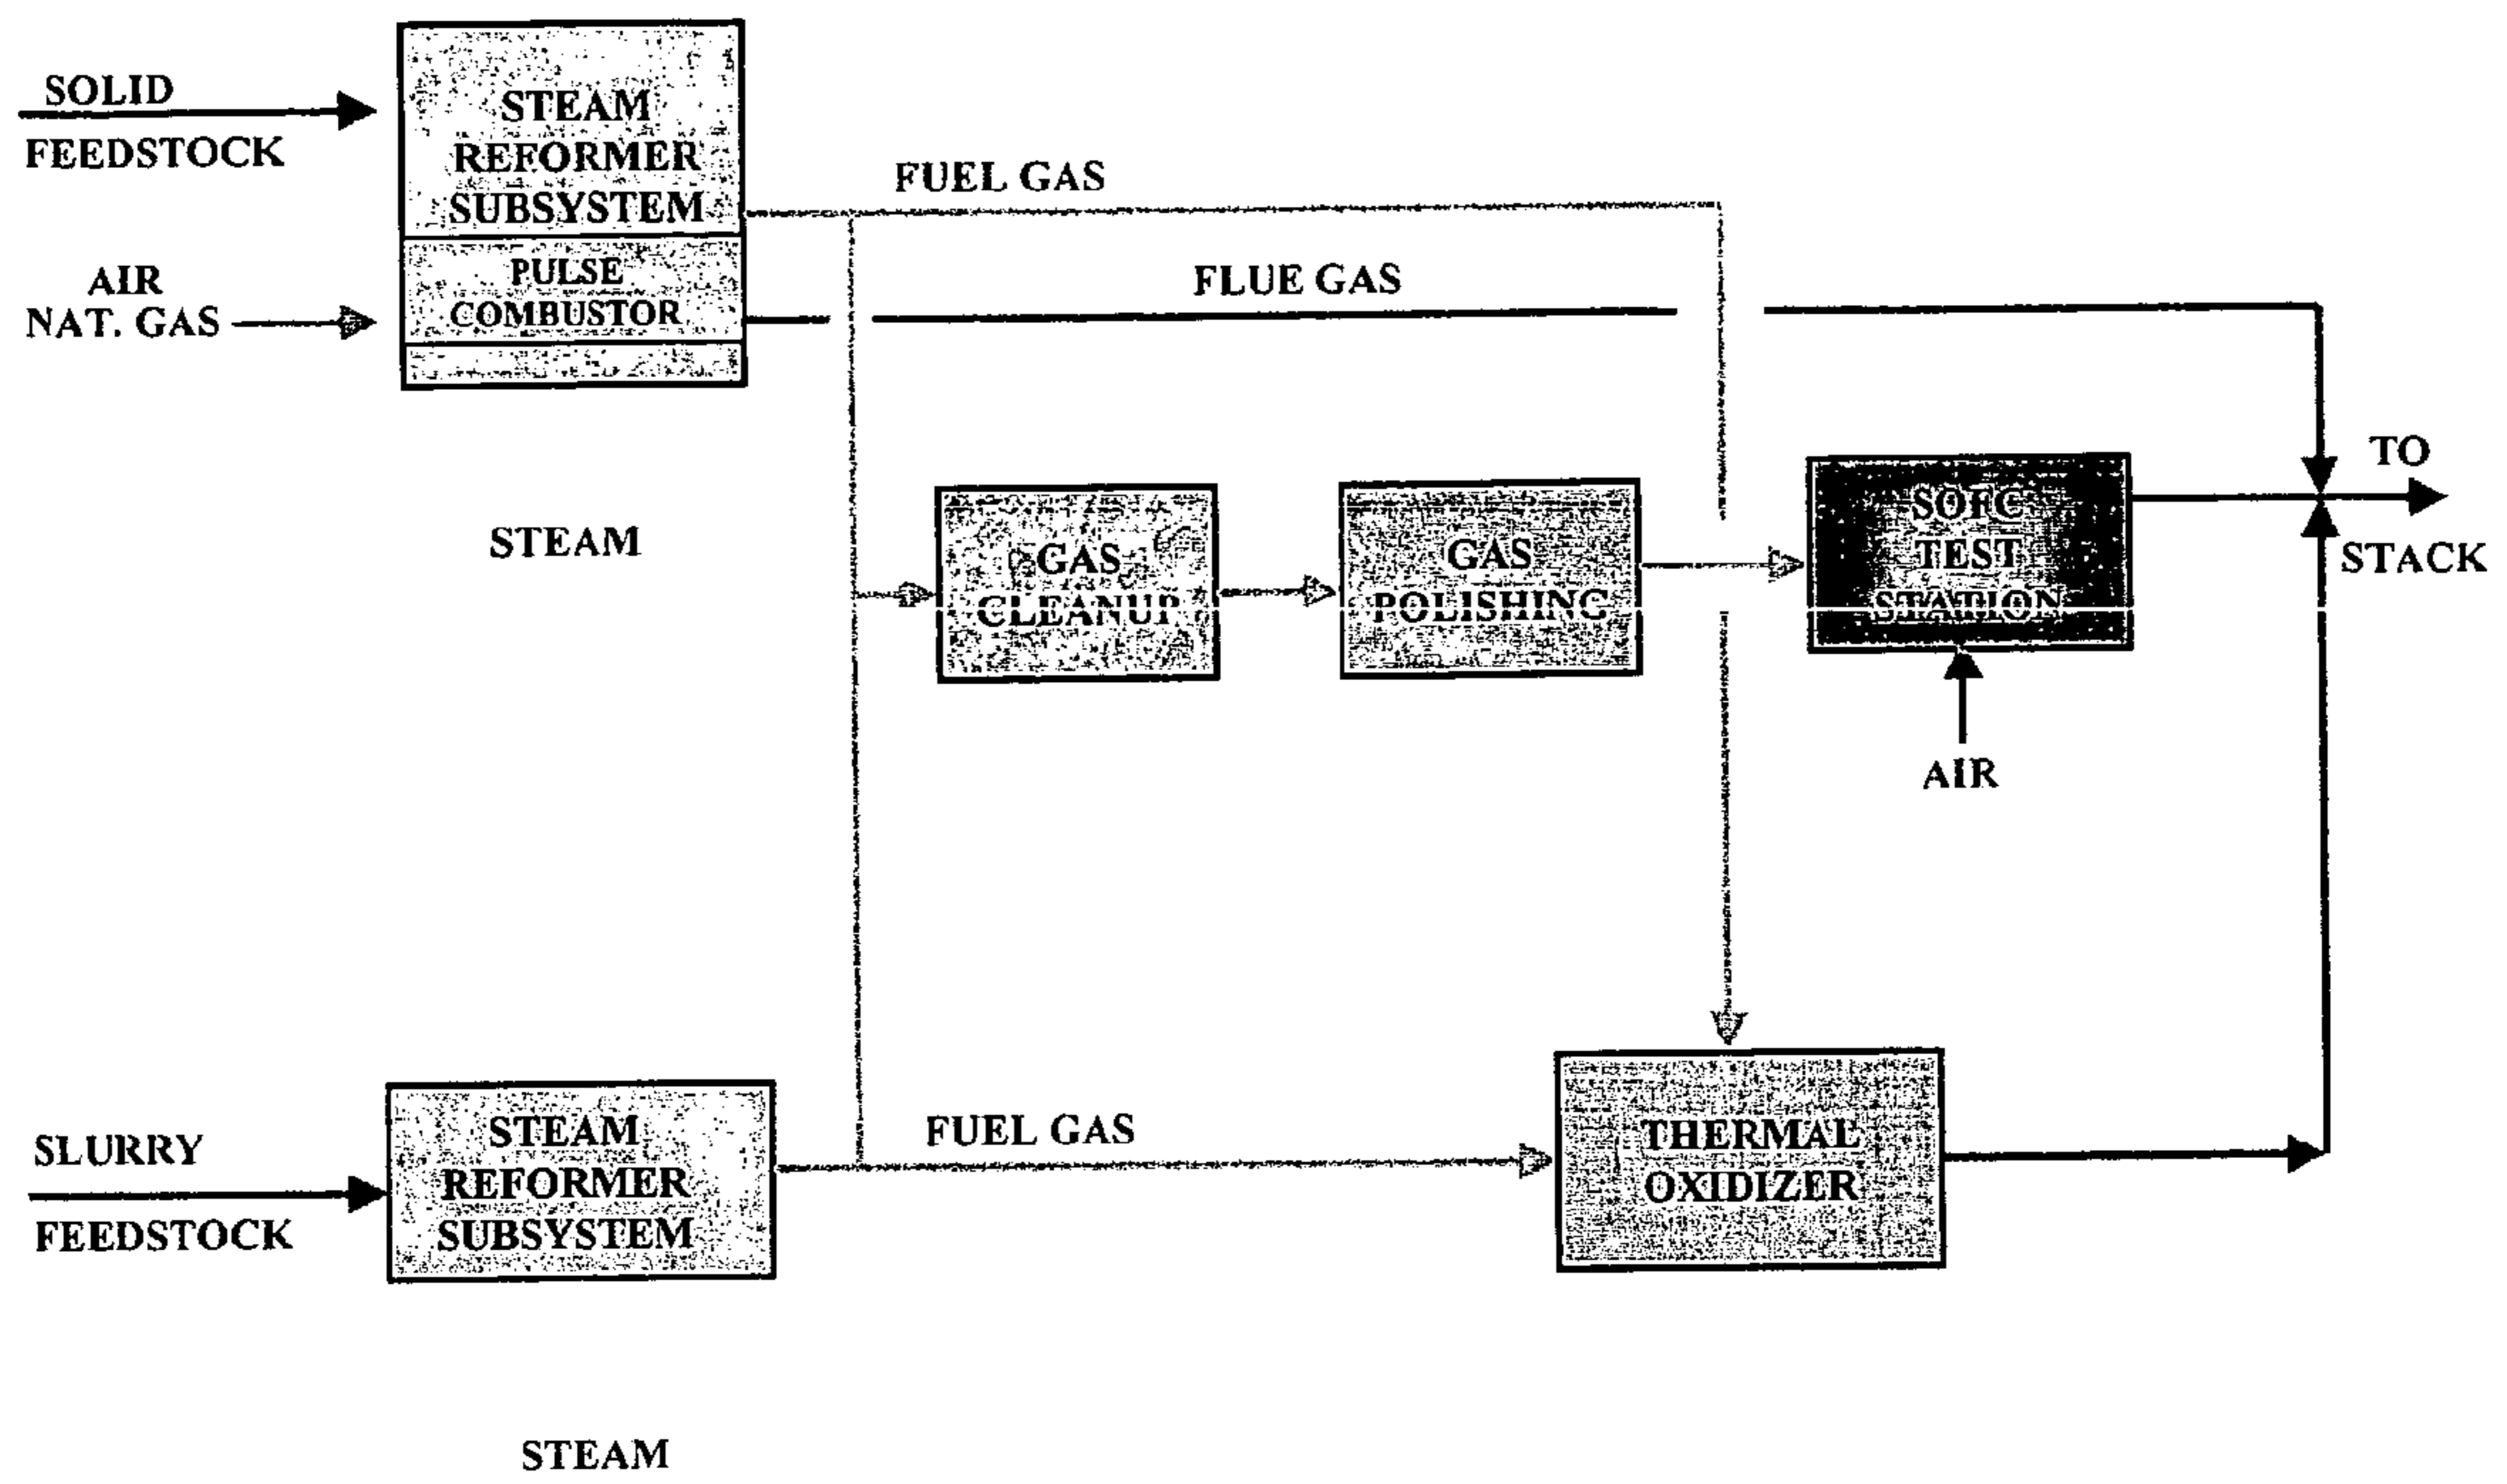 SOLID
FEEDSTOCK
STEAM
REFORMER
SUBSYSTEM
FUEL GAS
AIR
NAT. GAS
PULSE
COMBUSTOR
FLUE GAS
STEAM
GAS
CLEANUP
GAS
POLISHING
SOFC
TEST
STATION
TO
STACK
AIR
SLURRY
FEEDSTOCK
STEAM
REFORMER
SUBSYSTEM
FUEL GAS
THERMAL
OXIDIZER
STEAM